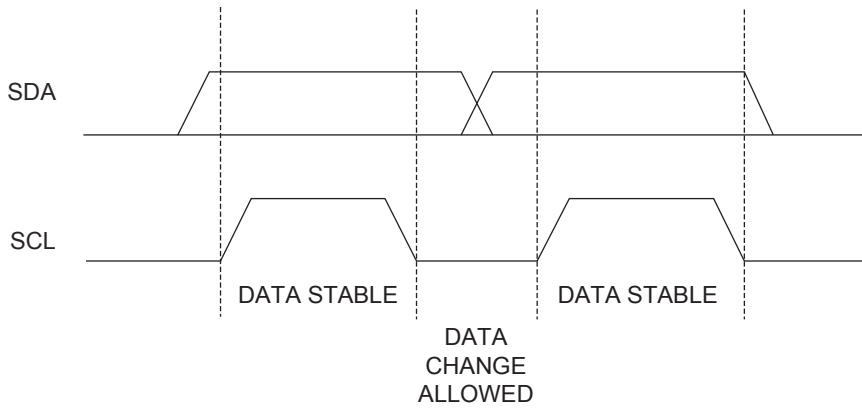 SDA
SCL
DATA STABLE
DATA STABLE
DATA
CHANGE
ALLOWED